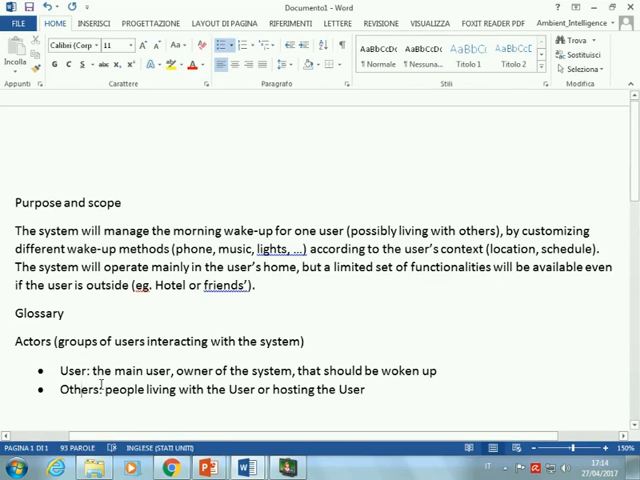 Documento1 - Word
FILE HOME INSERISCI PROGETTAZIONE LAYOUT DI PAGINA RIFERIMENTI LETTERE REVISIONE VISUALIZZA FOXIT READER PDF Ambient_Intelligence
Incolla
Calibri (Corp 11
Aa
AaBbCcDc AaBbCcDc AaBbCc AaBbCcD
¶ Normale ¶ Nessuna... Titolo 1 Titolo 2
Trova
Sostituisci
Seleziona
Appunti Carattere Paragrafo Stili Modifica
Purpose and scope
The system will manage the morning wake-up for one user (possibly living with others), by customizing
different wake-up methods (phone, music, lights, ...) according to the user's context (location, schedule).
The system will operate mainly in the user's home, but a limited set of functionalities will be available even
if the user is outside (eg. Hotel or friends').
Glossary
Actors (groups of users interacting with the system)
• User: the main user, owner of the system, that should be woken up
• Others: people living with the User or hosting the User
PAGINA 1 DI 1 93 PAROLE INGLESE (STATI UNITI) 150%
IT 17:14
27/04/2017